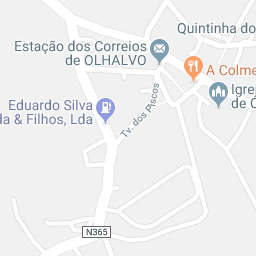 Quintinha do
Estação dos Correios
de OLHALVO
A Colme
Eduardo Silva
da & Filhos, Lda
Igre
de
Tv. dos Piscos
N365